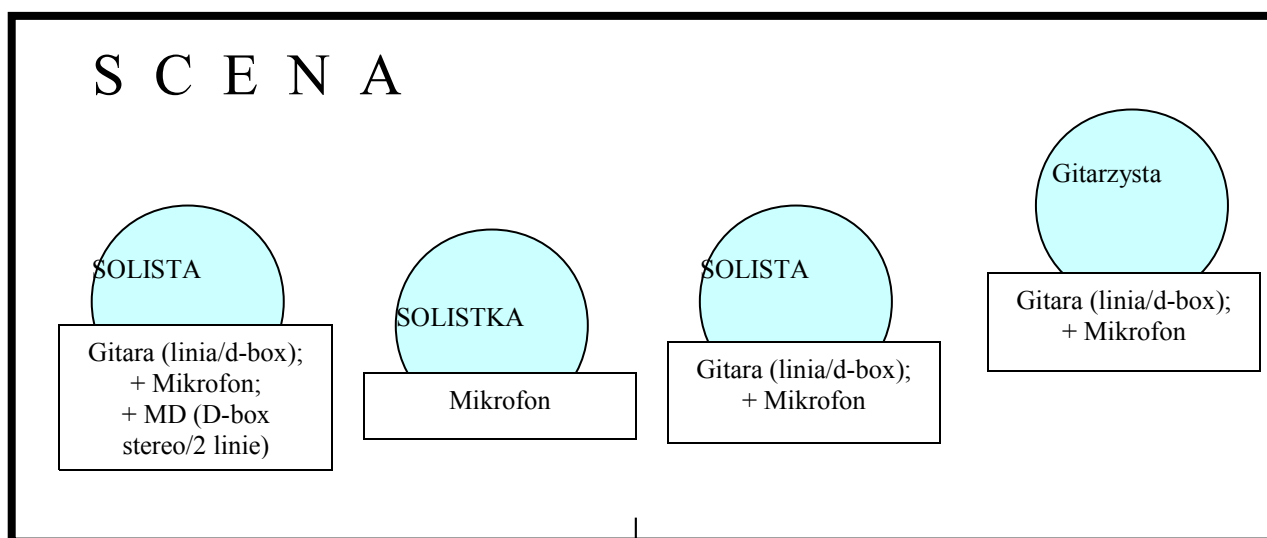 S C E N A
SOLISTA
Gitara (linia/d-box);
+ Mikrofon;
+ MD (D-box
stereo/2 linie)
SOLISTKA
Mikrofon
SOLISTA
Gitara (linia/d-box);
+ Mikrofon
Gitarzysta
Gitara (linia/d-box);
+ Mikrofon